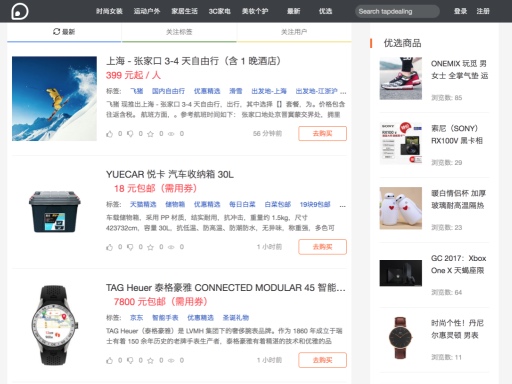 时尚女装 运动户外 家居生活 3C家电 美妆个护 最新 优选 Search tapdealing 登录 注册
最新 关注标签 关注用户
上海 - 张家口 3-4 天自由行（含 1 晚酒店）
399 元起 / 人
标签: 飞猪 国内自由行 优惠精选 滑雪 出发地-上海 出发地-江浙沪 ...
飞猪 现推出上海 - 张家口 3-4 天自由行，出行，其中选择【】套餐，为。价格包含
往返含税。 航班方面，。参考航班时间如下： 张家口地处京晋冀蒙交界处，拥里
0 0 0 0 56 分钟前 去购买
YUECAR 悦卡 汽车收纳箱 30L
18 元包邮（需用券）
标签: 天猫精选 储物箱 优惠精选 每日白菜 白菜包邮 19块9包邮 ...
车载储物箱，采用 PP 材质，结实耐用，抗冲击、重量约 1.5kg，尺寸
423732cm，容量 30L，抗低温，防高温、防潮防水，无异味，称重强，多色可
0 0 0 0 1 小时前 去购买
TAG Heuer 泰格豪雅 CONNECTED MODULAR 45 智能...
7800 元包邮（需用券）
标签: 京东 智能手表 优惠精选 圣诞礼物
TAG Heuer（泰格豪雅）是 LVMH 集团下的奢侈腕表品牌。作为 1860 年成立于瑞
士有着 150 余年历史的老牌手表生产者，泰格豪雅有着精湛的技术和优雅的品
0 0 0 0 1 小时前 去购买
优选商品
ONEMIX 玩觅 男
女士 全掌气垫 运
浏览数: 85
索尼（SONY）
RX100V 黑卡相
浏览数: 29
暖白情侣杯 加厚
玻璃耐高温隔热
浏览数: 23
GC 2017：Xbox
One X 天蝎座限
浏览数: 64
时尚个性！丹尼
尔惠灵顿 男表
浏览数: 11